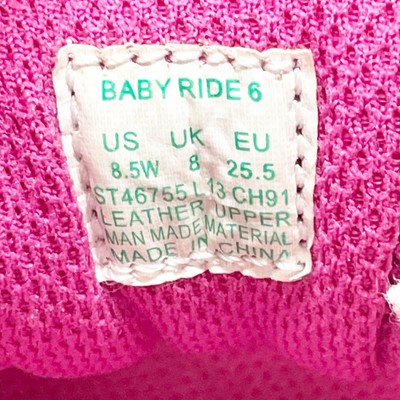 BABY RIDE 6
US UK EU
8.5W 8 25.5
ST46755 L13 CH91
LEATHER UPPER
MAN MADE MATERIAL
MADE IN CHINA